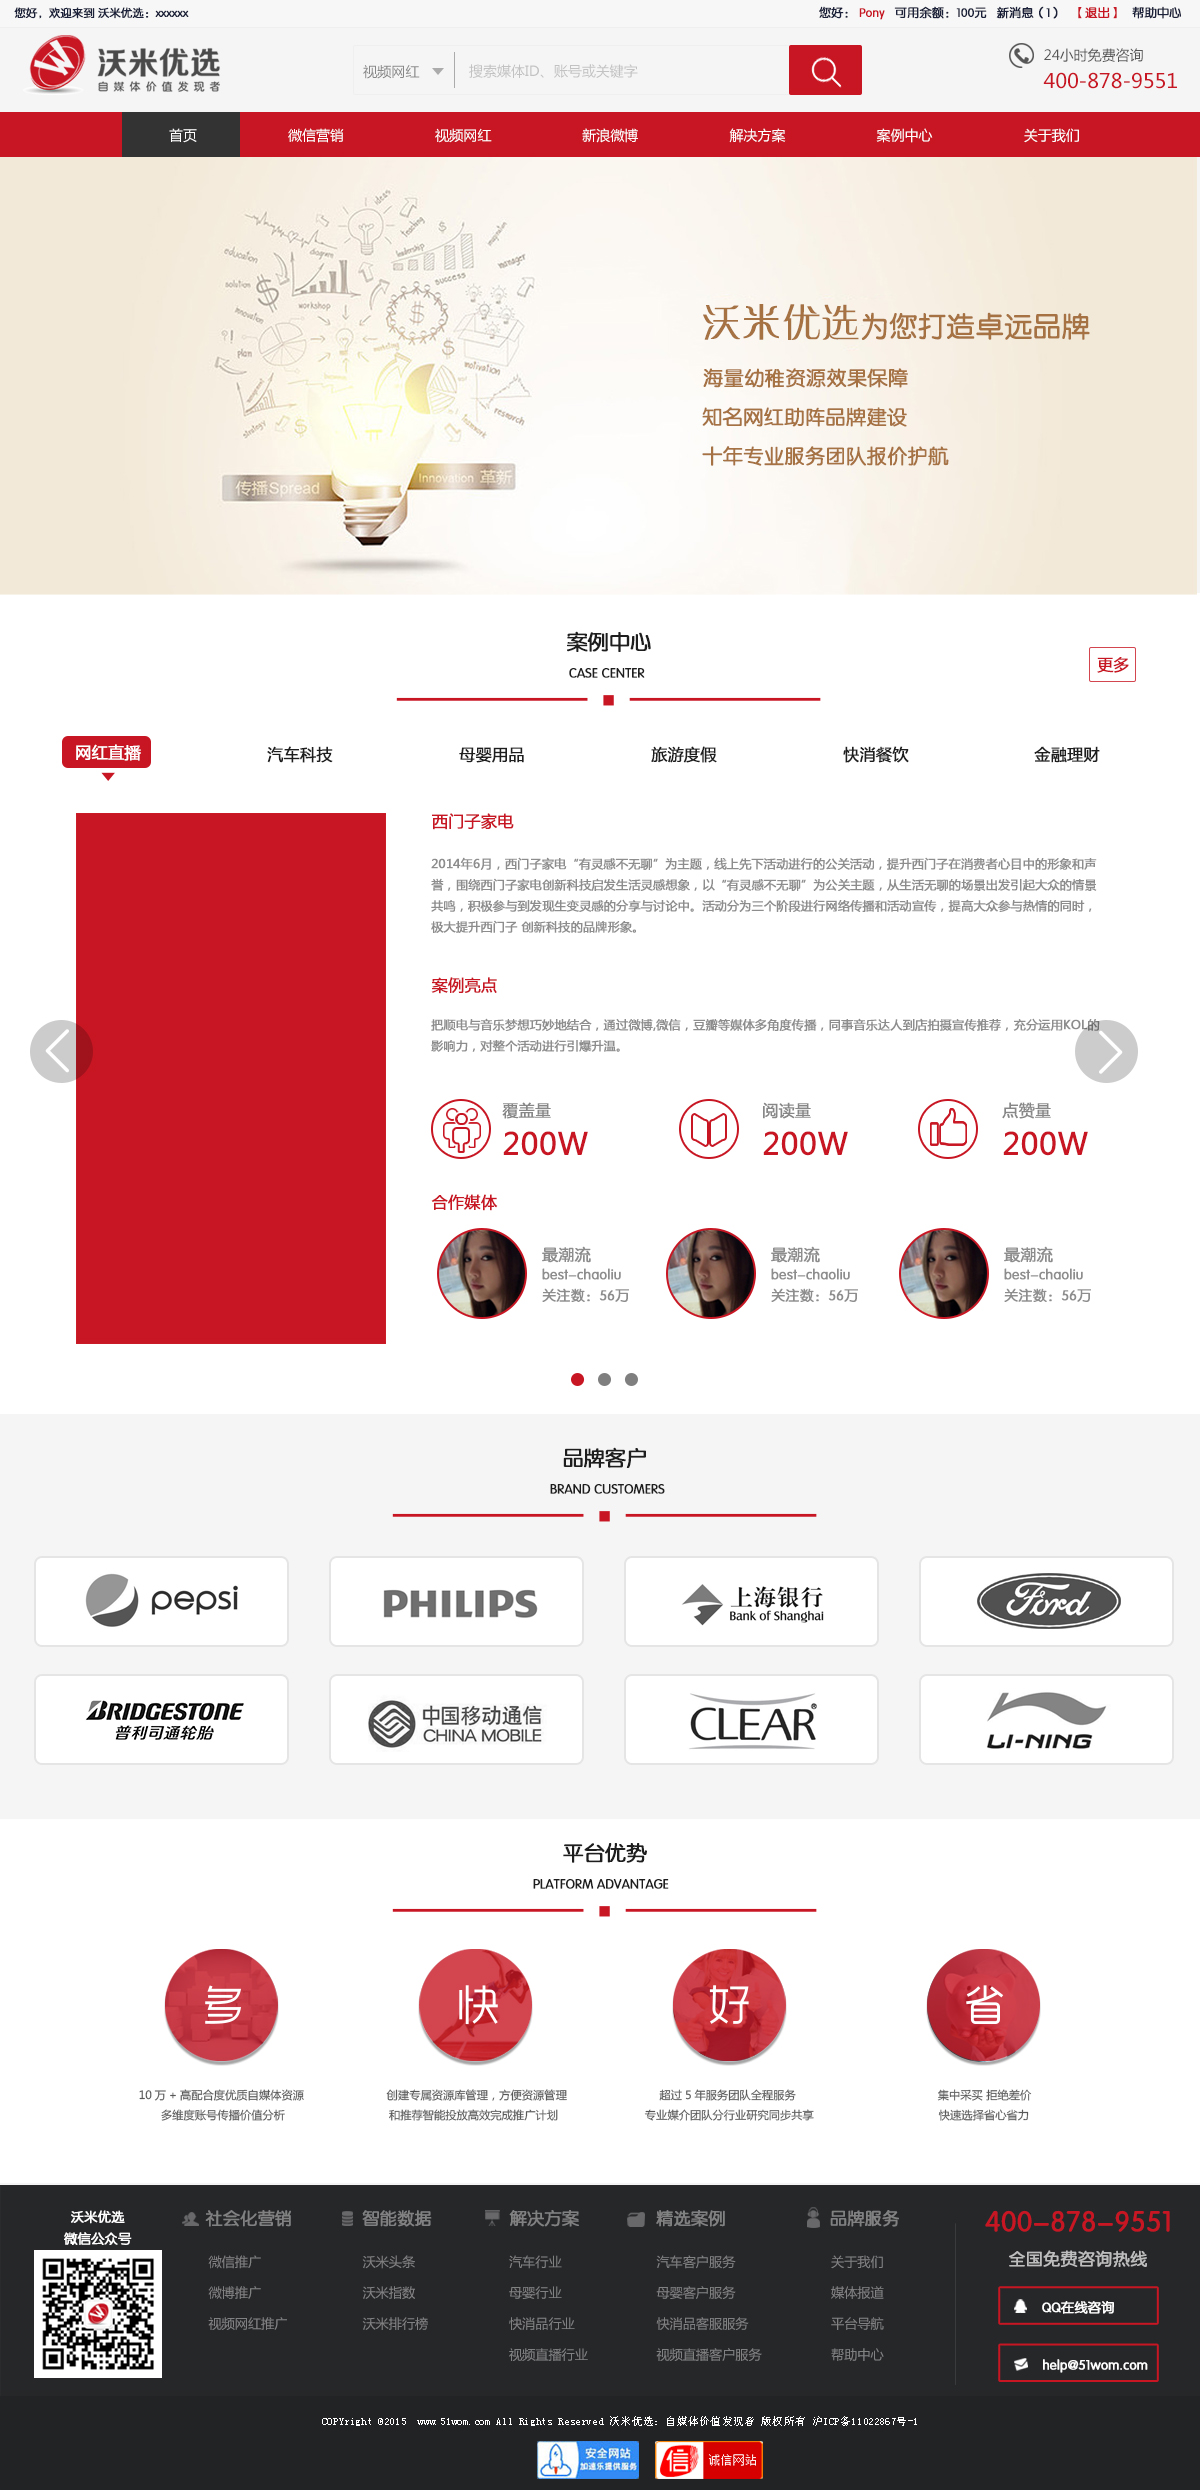 您好，欢迎来到 沃米优选：xxxxxx
您好： Pony 可用余额：100元 新消息（1） 【退出】 帮助中心
沃米优选
自媒体价值发现者
视频网红 搜索媒体ID、账号或关键字
24小时免费咨询
400-878-9551
首页 微信营销 视频网红 新浪微博 解决方案 案例中心 关于我们
idea
education
diagram
leadership
success
manager
solution
workshop
motivation
research
strategy
teamwork
沃米优选为您打造卓远品牌
海量幼稚资源效果保障
知名网红助阵品牌建设
十年专业服务团队报价护航
传播Spread
Innovation 革新
案例中心
CASE CENTER
更多
网红直播 汽车科技 母婴用品 旅游度假 快消餐饮 金融理财
西门子家电
2014年6月，西门子家电“有灵感不无聊”为主题，线上先下活动进行的公关活动，提升西门子在消费者心目中的形象和声
誉，围绕西门子家电创新科技启发生活灵感想象，以“有灵感不无聊”为公关主题，从生活无聊的场景出发引起大众的情景
共鸣，积极参与到发现生变灵感的分享与讨论中。活动分为三个阶段进行网络传播和活动宣传，提高大众参与热情的同时，
极大提升西门子 创新科技的品牌形象。
案例亮点
把顺电与音乐梦想巧妙地结合，通过微博,微信，豆瓣等媒体多角度传播，同事音乐达人到店拍摄宣传推荐，充分运用KOL的
影响力，对整个活动进行引爆升温。
覆盖量
200W
阅读量
200W
点赞量
200W
合作媒体
最潮流
best-chaoliu
关注数：56万
最潮流
best-chaoliu
关注数：56万
最潮流
best-chaoliu
关注数：56万
品牌客户
BRAND CUSTOMERS
pepsi
PHILIPS
上海银行
Bank of Shanghai
Ford
BRIDGESTONE
普利司通轮胎
中国移动通信
CHINA MOBILE
CLEAR®
LI-NING
平台优势
PLATFORM ADVANTAGE
多 快 好 省
10 万 + 高配合度优质自媒体资源
多维度账号传播价值分析
创建专属资源库管理，方便资源管理
和推荐智能投放高效完成推广计划
超过 5 年服务团队全程服务
专业媒介团队分行业研究同步共享
集中采买 拒绝差价
快速选择省心省力
沃米优选
微信公众号
社会化营销
微信推广
微博推广
视频网红推广
智能数据
沃米头条
沃米指数
沃米排行榜
解决方案
汽车行业
母婴行业
快消品行业
视频直播行业
精选案例
汽车客户服务
母婴客户服务
快消品客服服务
视频直播客户服务
品牌服务
关于我们
媒体报道
平台导航
帮助中心
400-878-9551
全国免费咨询热线
QQ在线咨询
help@51wom.com
COPYright @2015 www.51wom.com All Rights Reserved 沃米优选：自媒体价值发现者 版权所有 沪ICP备11022867号-1
安全网站
加速乐提供服务
信 诚信网站